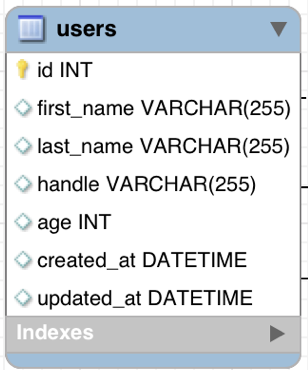 users
id INT
first_name VARCHAR(255)
last_name VARCHAR(255)
handle VARCHAR(255)
age INT
created_at DATETIME
updated_at DATETIME
Indexes